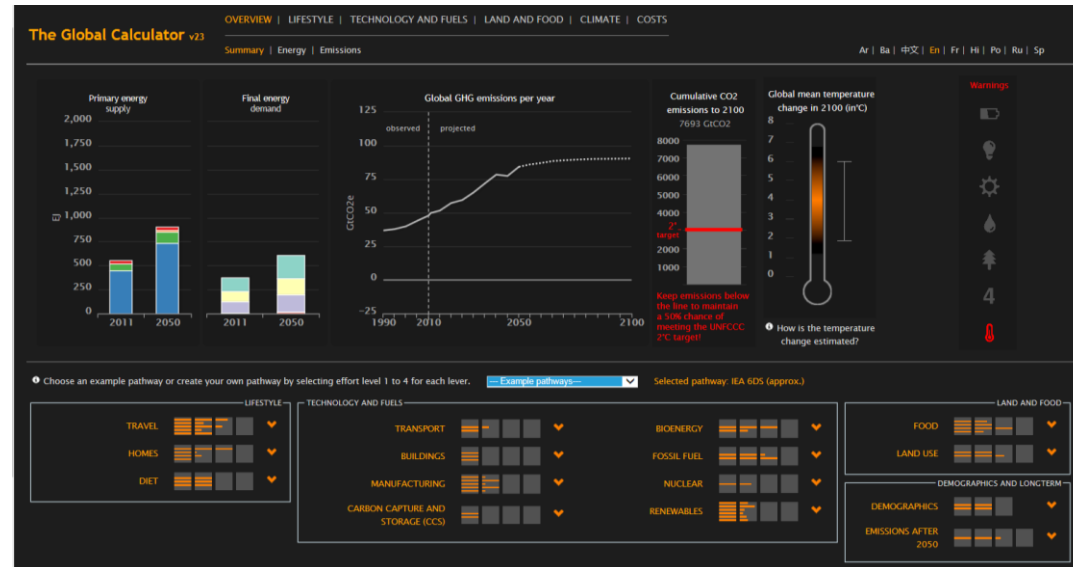 OVERVIEW | LIFESTYLE | TECHNOLOGY AND FUELS | LAND AND FOOD | CLIMATE | COSTS
The Global Calculator v23
Summary | Energy | Emissions
Ar | Ba | 中文 | En | Fr | Hi | Po | Ru | Sp
Primary energy
supply
2,000
1,750
1,500
1,250
1,000
750
500
250
0
EJ
2011 2050
Final energy
demand
2011 2050
Global GHG emissions per year
125
100
75
50
25
0
-25
GtCO2e
observed projected
1990 2010 2050 2100
Cumulative CO2
emissions to 2100
7693 GtCO2
8000
7000
6000
5000
4000
2°
target
2000
1000
Keep emissions below
the line to maintain
a 50% chance of
meeting the UNFCCC
2°C target!
Global mean temperature
change in 2100 (in°C)
8
7
6
5
4
3
2
1
0
How is the temperature
change estimated?
Warnings
4
Choose an example pathway or create your own pathway by selecting effort level 1 to 4 for each lever.
--- Example pathways---
Selected pathway: IEA 6DS (approx.)
LIFESTYLE
TRAVEL
HOMES
DIET
TECHNOLOGY AND FUELS
TRANSPORT
BUILDINGS
MANUFACTURING
CARBON CAPTURE AND
STORAGE (CCS)
BIOENERGY
FOSSIL FUEL
NUCLEAR
RENEWABLES
LAND AND FOOD
FOOD
LAND USE
DEMOGRAPHICS AND LONGTERM
DEMOGRAPHICS
EMISSIONS AFTER
2050